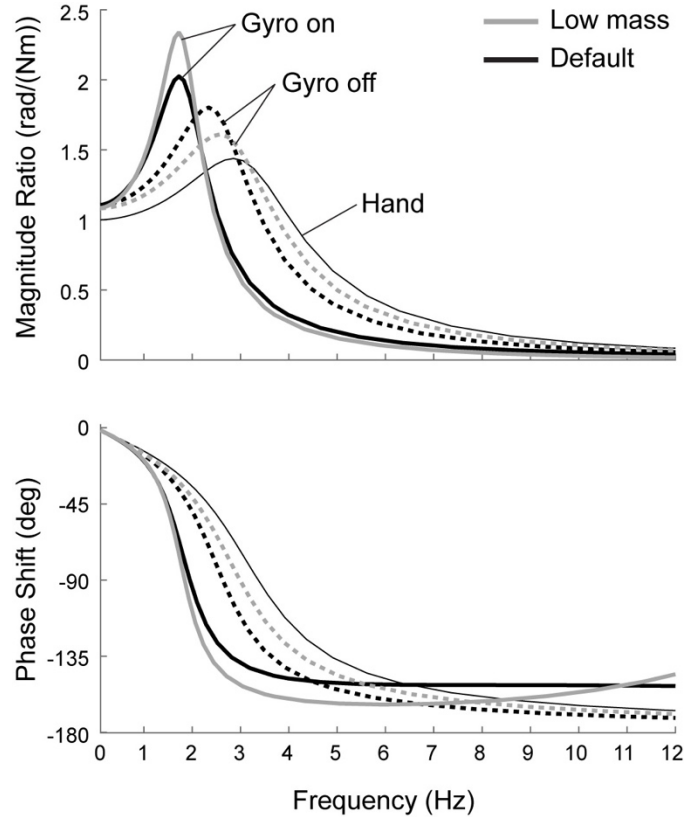 2.5
2
1.5
1
0.5
0
Magnitude Ratio (rad/(Nm))
Gyro on
Gyro off
Hand
Low mass
Default
0
-45
-90
-135
-180
Phase Shift (deg)
0 1 2 3 4 5 6 7 8 9 10 11 12
Frequency (Hz)